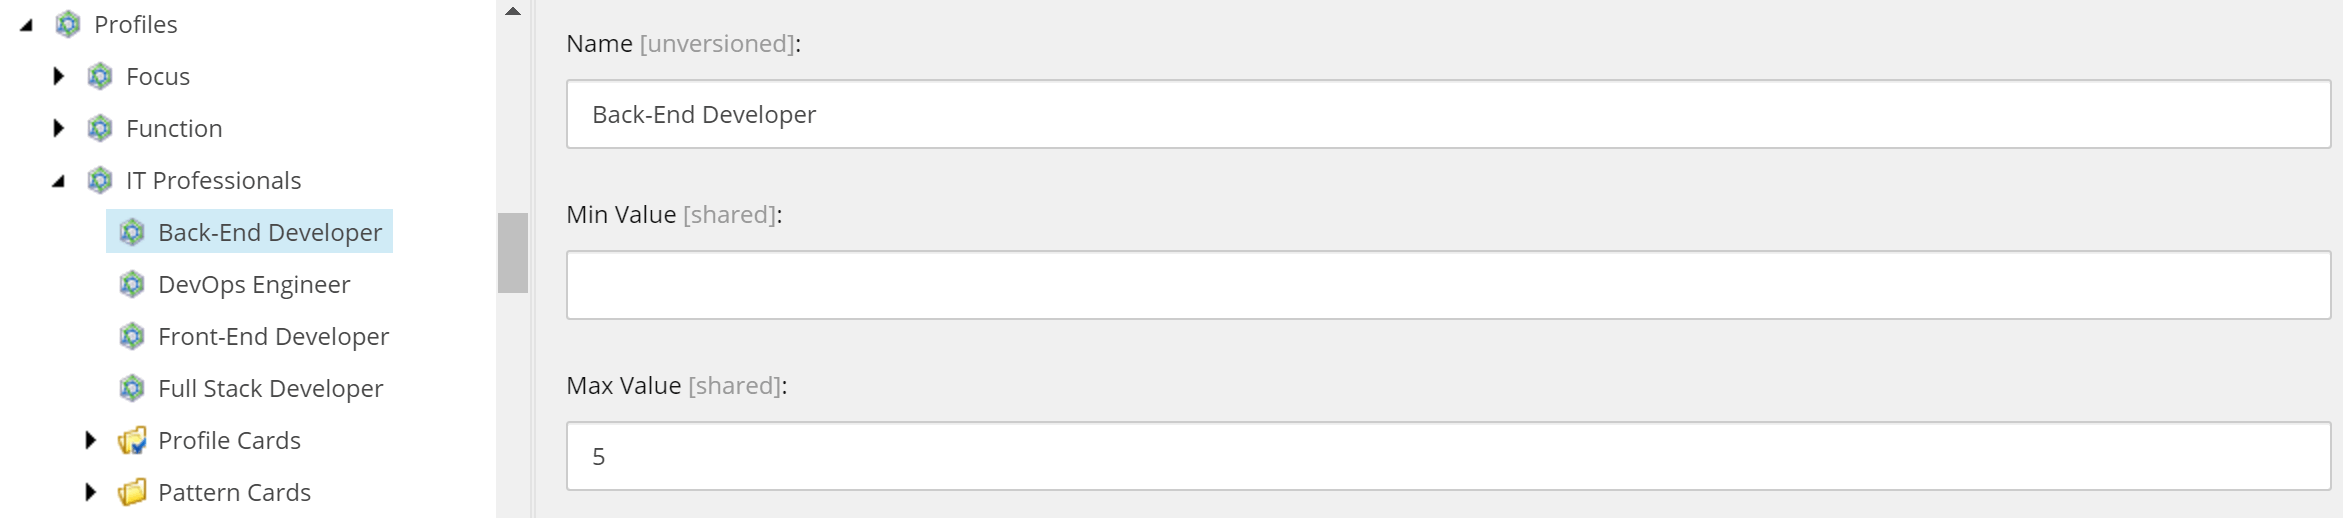 Profiles
Focus
Function
IT Professionals
Back-End Developer
DevOps Engineer
Front-End Developer
Full Stack Developer
Profile Cards
Pattern Cards
Name [unversioned]:
Back-End Developer
Min Value [shared]:
Max Value [shared]:
5